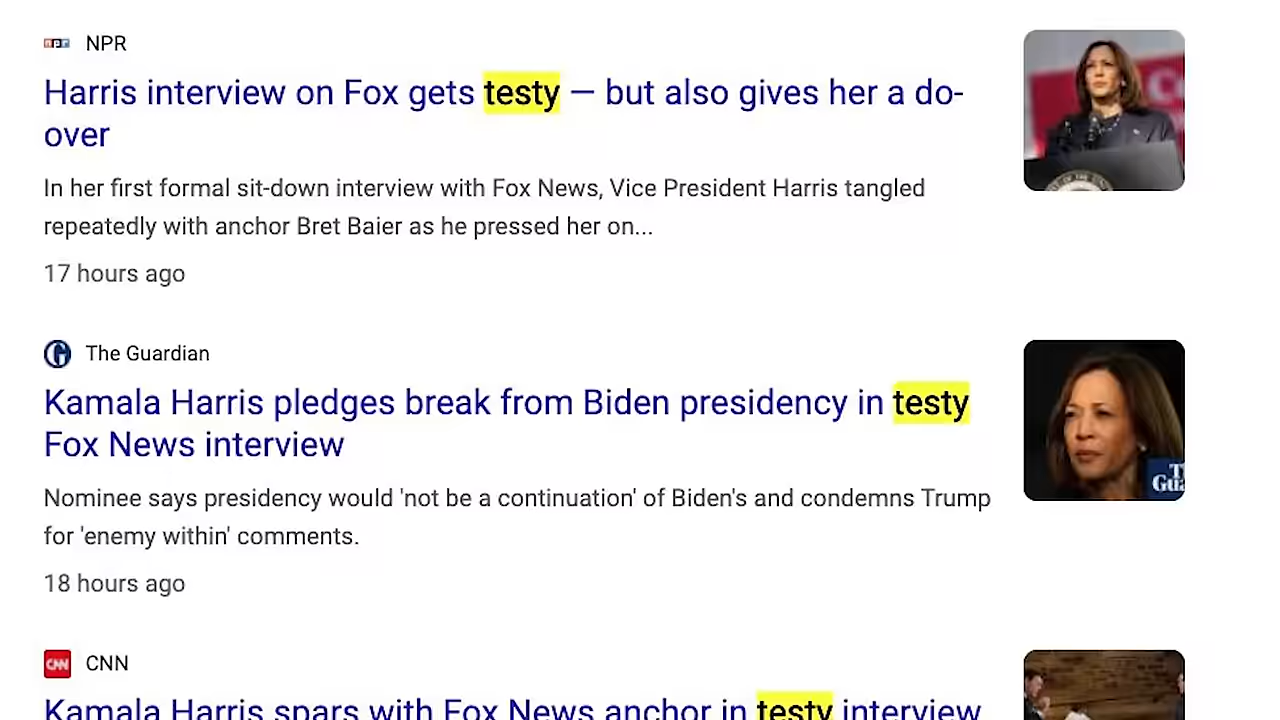 npr NPR
Harris interview on Fox gets testy — but also gives her a do-
over
In her first formal sit-down interview with Fox News, Vice President Harris tangled
repeatedly with anchor Bret Baier as he pressed her on...
17 hours ago
The Guardian
Kamala Harris pledges break from Biden presidency in testy
Fox News interview
Nominee says presidency would 'not be a continuation' of Biden's and condemns Trump
for 'enemy within' comments.
18 hours ago
CNN CNN
Kamala Harris spars with Fox News anchor in testy interview